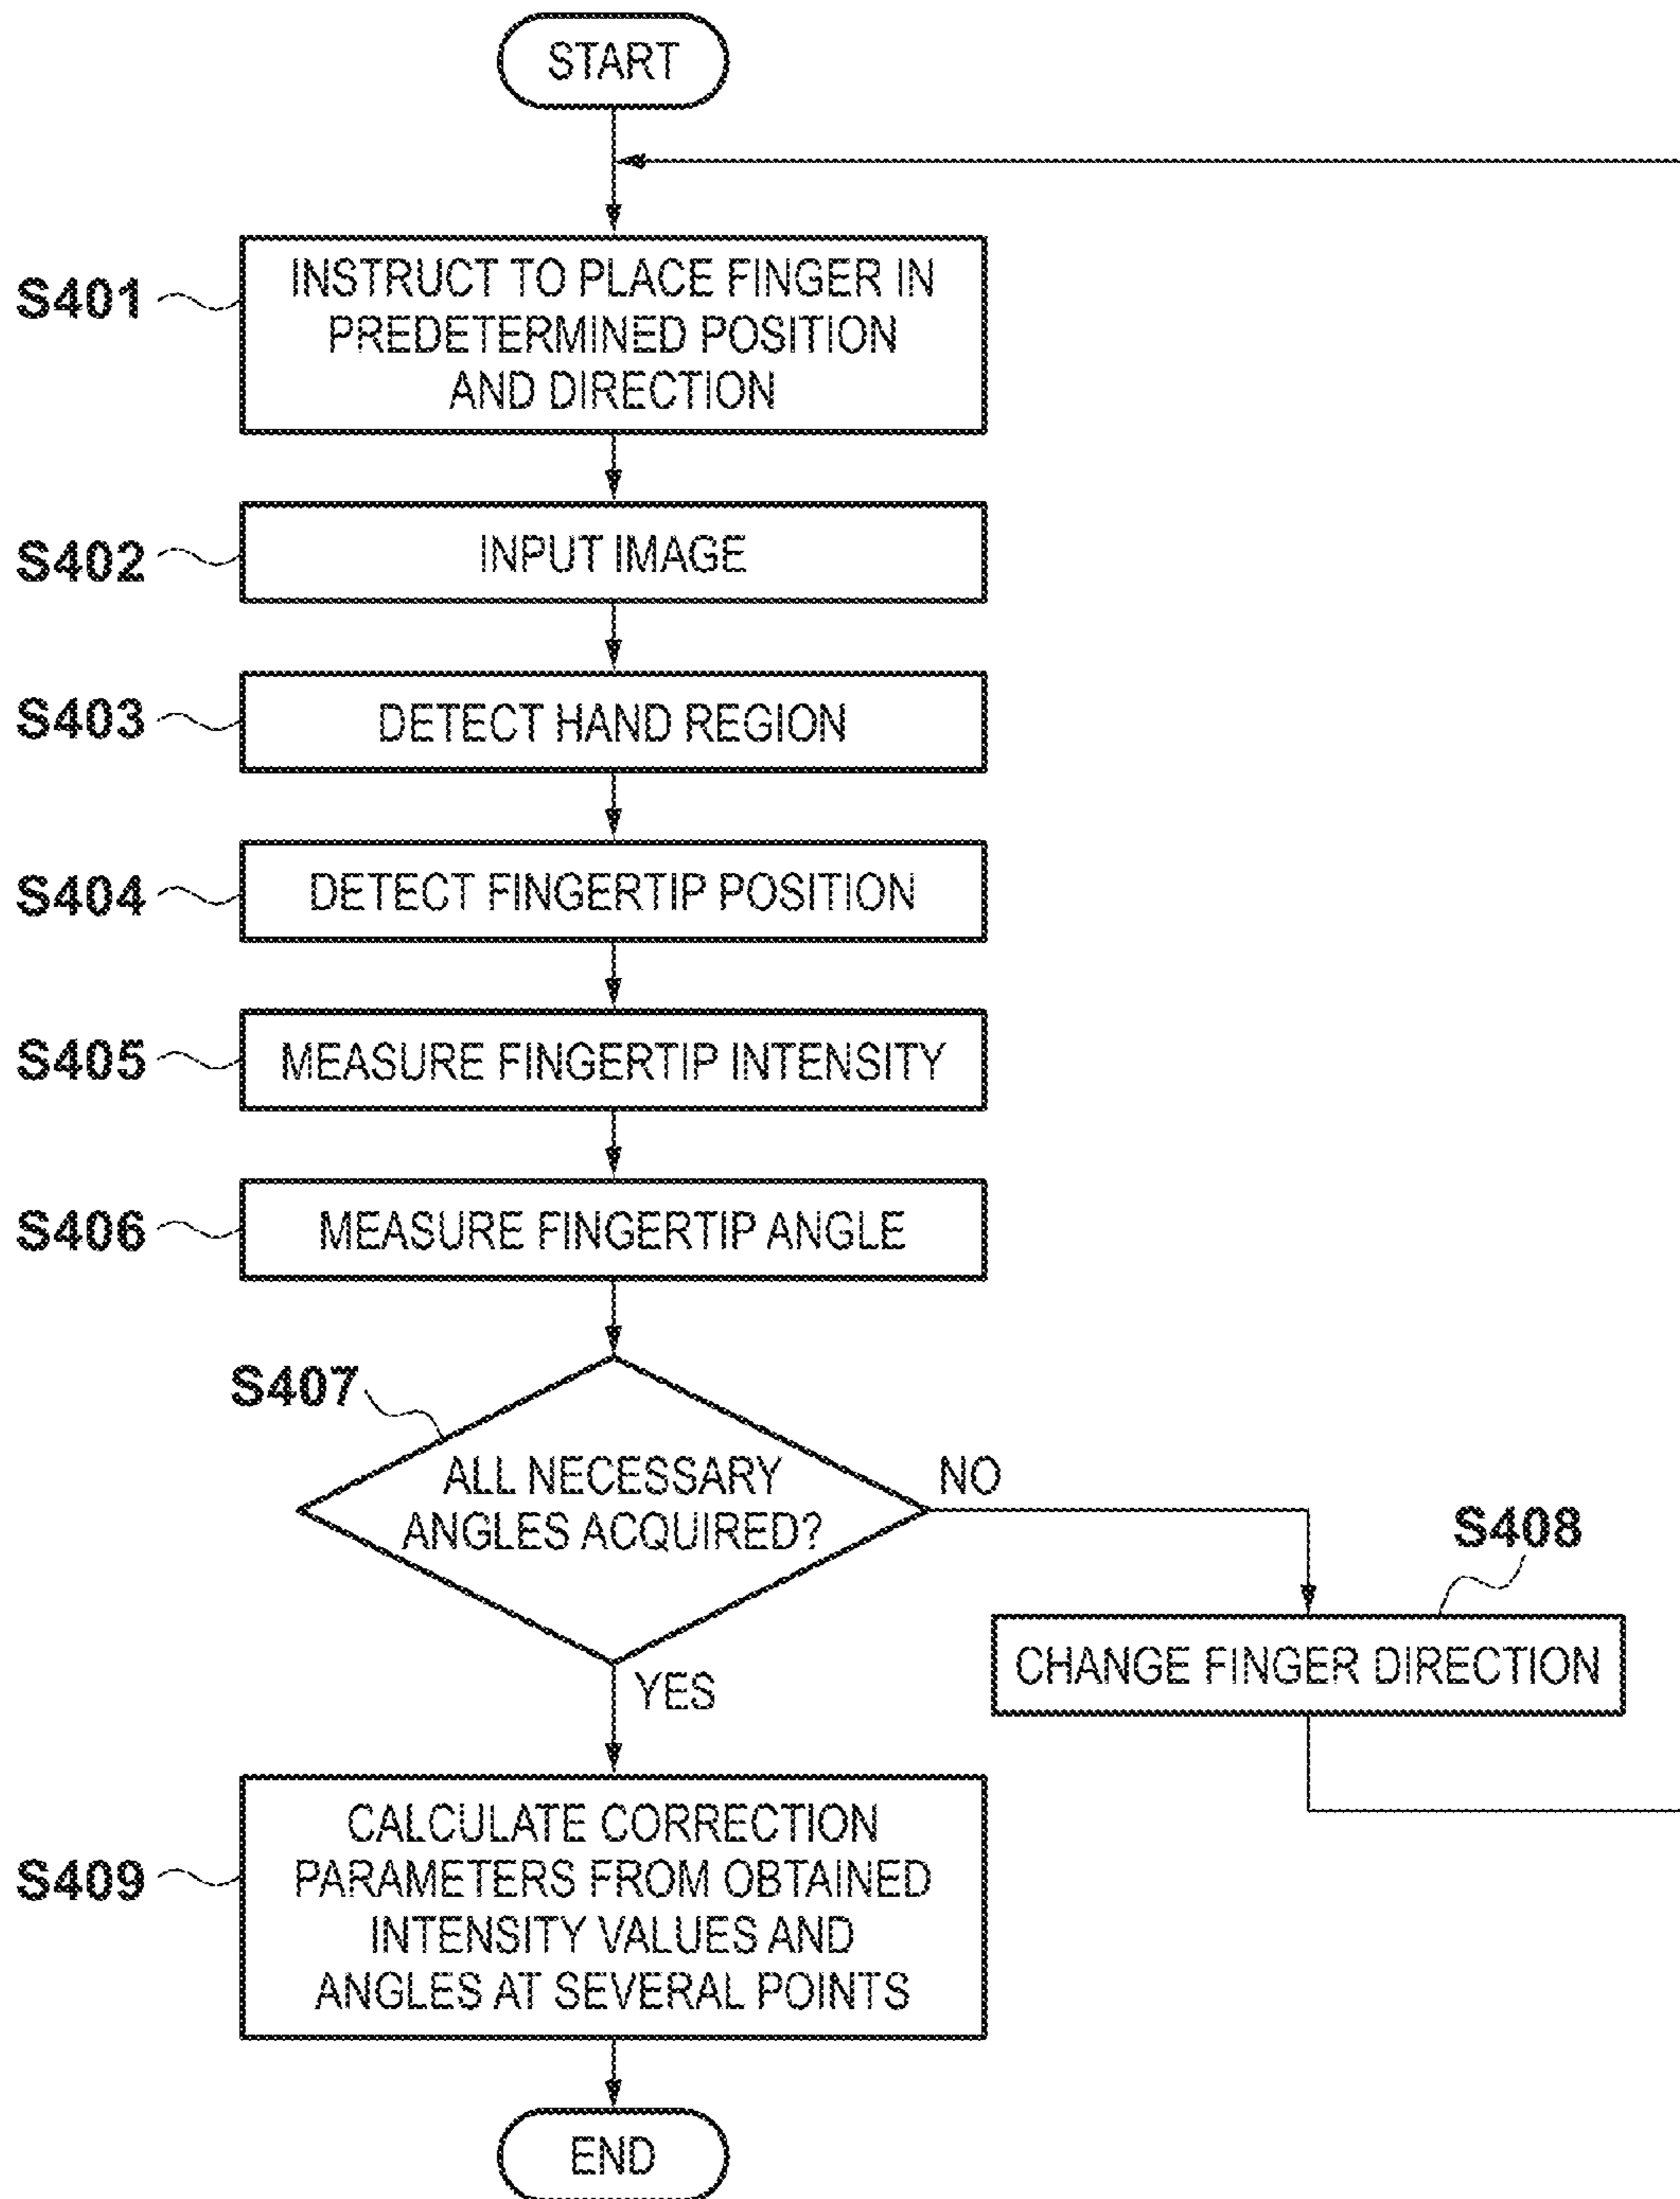 START
S401
INSTRUCT TO PLACE FINGER IN
PREDETERMINED POSITION
AND DIRECTION
S402
INPUT IMAGE
S403
DETECT HAND REGION
S404
DETECT FINGERTIP POSITION
S405
MEASURE FINGERTIP INTENSITY
S406
MEASURE FINGERTIP ANGLE
S407
ALL NECESSARY
ANGLES ACQUIRED?
NO
S408
CHANGE FINGER DIRECTION
YES
S409
CALCULATE CORRECTION
PARAMETERS FROM OBTAINED
INTENSITY VALUES AND
ANGLES AT SEVERAL POINTS
END